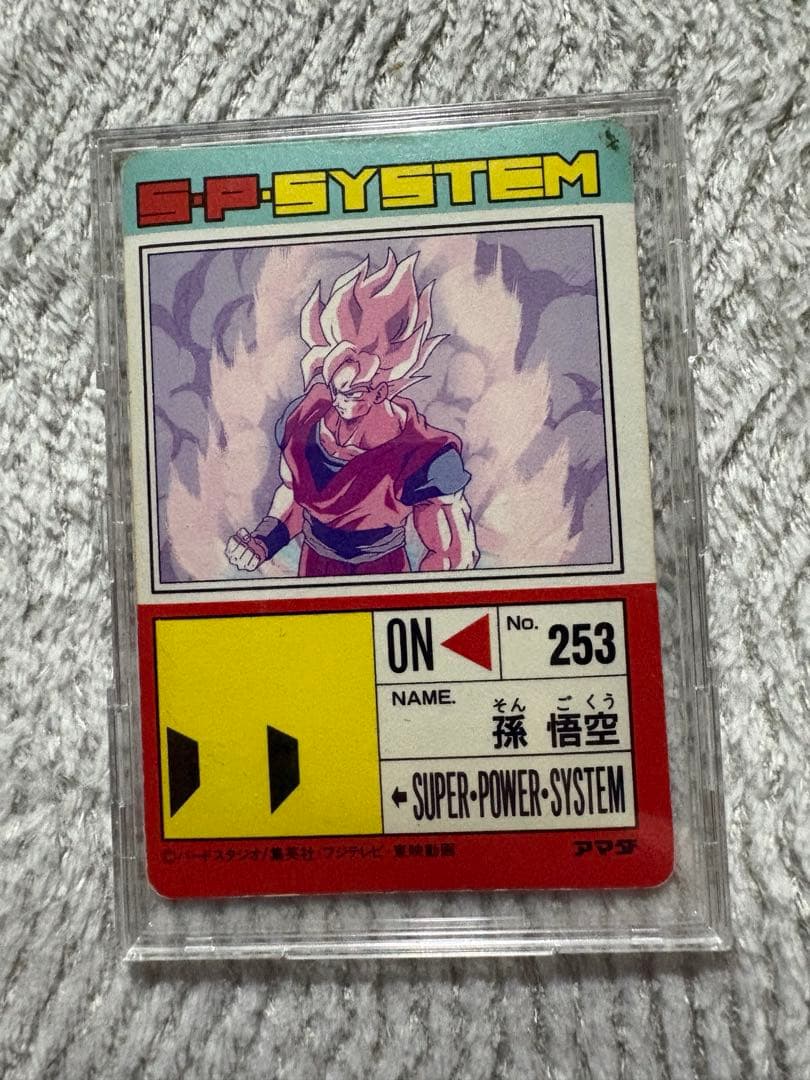 S・P・SYSTEM
ON
No. 253
NAME.
そん ご くう
孫 悟空
←SUPER・POWER・SYSTEM
©バードスタジオ/集英社・フジテレビ・東映動画
アマダ